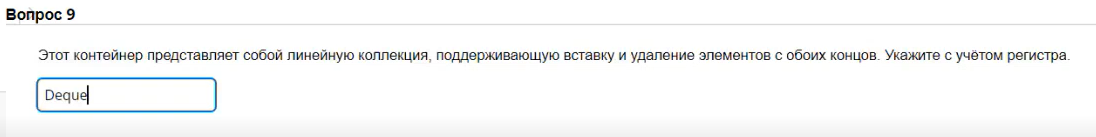 Вопрос 9
Этот контейнер представляет собой линейную коллекция, поддерживающую вставку и удаление элементов с обоих концов. Укажите с учётом регистра.
Deque